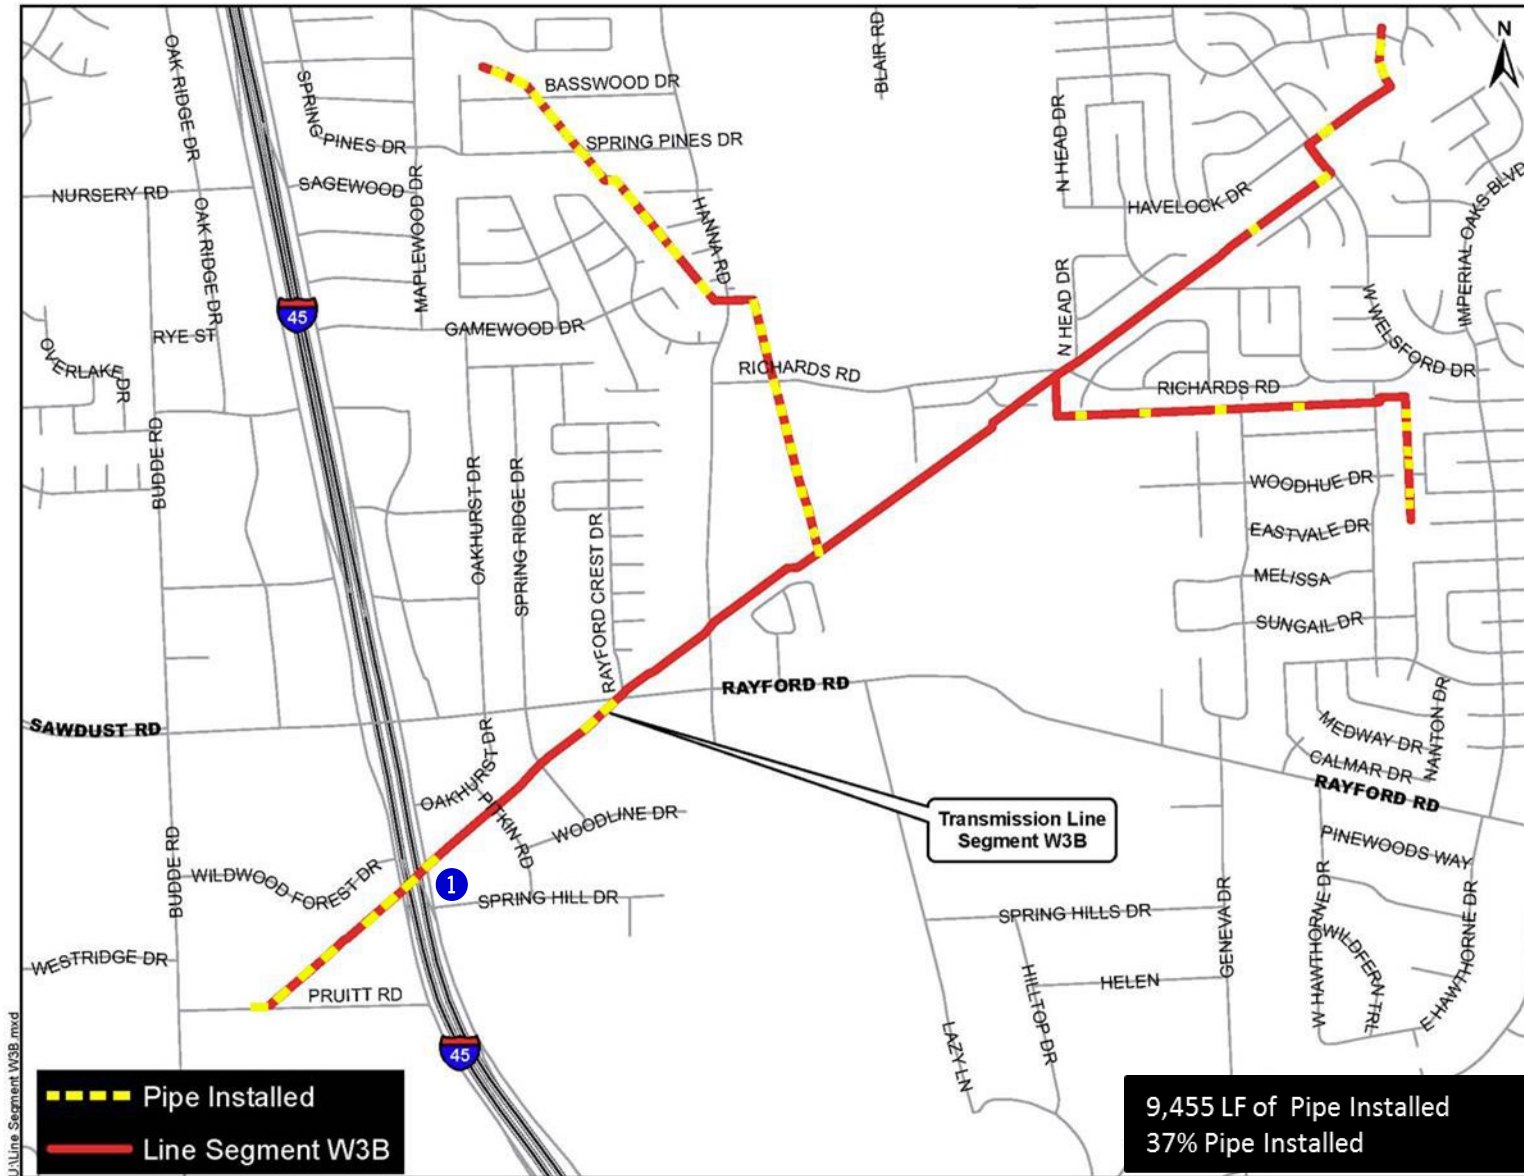 N
BLAIR RD
OAK RIDGE DR
SPRING PINES DR
BASSWOOD DR
SPRING PINES DR
N HEAD DR
NURSERY RD
SAGEWOOD
MAPLEWOOD DR
OAK RIDGE DR
HANNA RD
HAVELOCK DR
IMPERIAL OAKS BLVD
N HEAD DR
W WELSFORD DR
45
RYE ST
GAMEWOOD DR
OVERLAKE DR
RICHARDS RD
RICHARDS RD
BUDDE RD
OAKHURST DR
SPRING RIDGE DR
RAYFORD CREST DR
WOODHUE DR
EASTVALE DR
MELISSA
SUNGAIL DR
RAYFORD RD
SAWDUST RD
MEDWAY DR
NANTON DR
CALMAR DR
RAYFORD RD
OAKHURST DR
PITKIN RD
WOODLINE DR
Transmission Line
Segment W3B
PINEWOODS WAY
BUDDE RD
WILDWOOD FOREST DR
1
SPRING HILL DR
SPRING HILLS DR
GENEVA DR
W HAWTHORNE DR
WILDFERN TRL
E HAWTHORNE DR
WESTRIDGE DR
PRUITT RD
HILLTOP DR
HELEN
LAZY LN
45
U:\Line Segment W3B.mxd
Pipe Installed
Line Segment W3B
9,455 LF of Pipe Installed
37% Pipe Installed